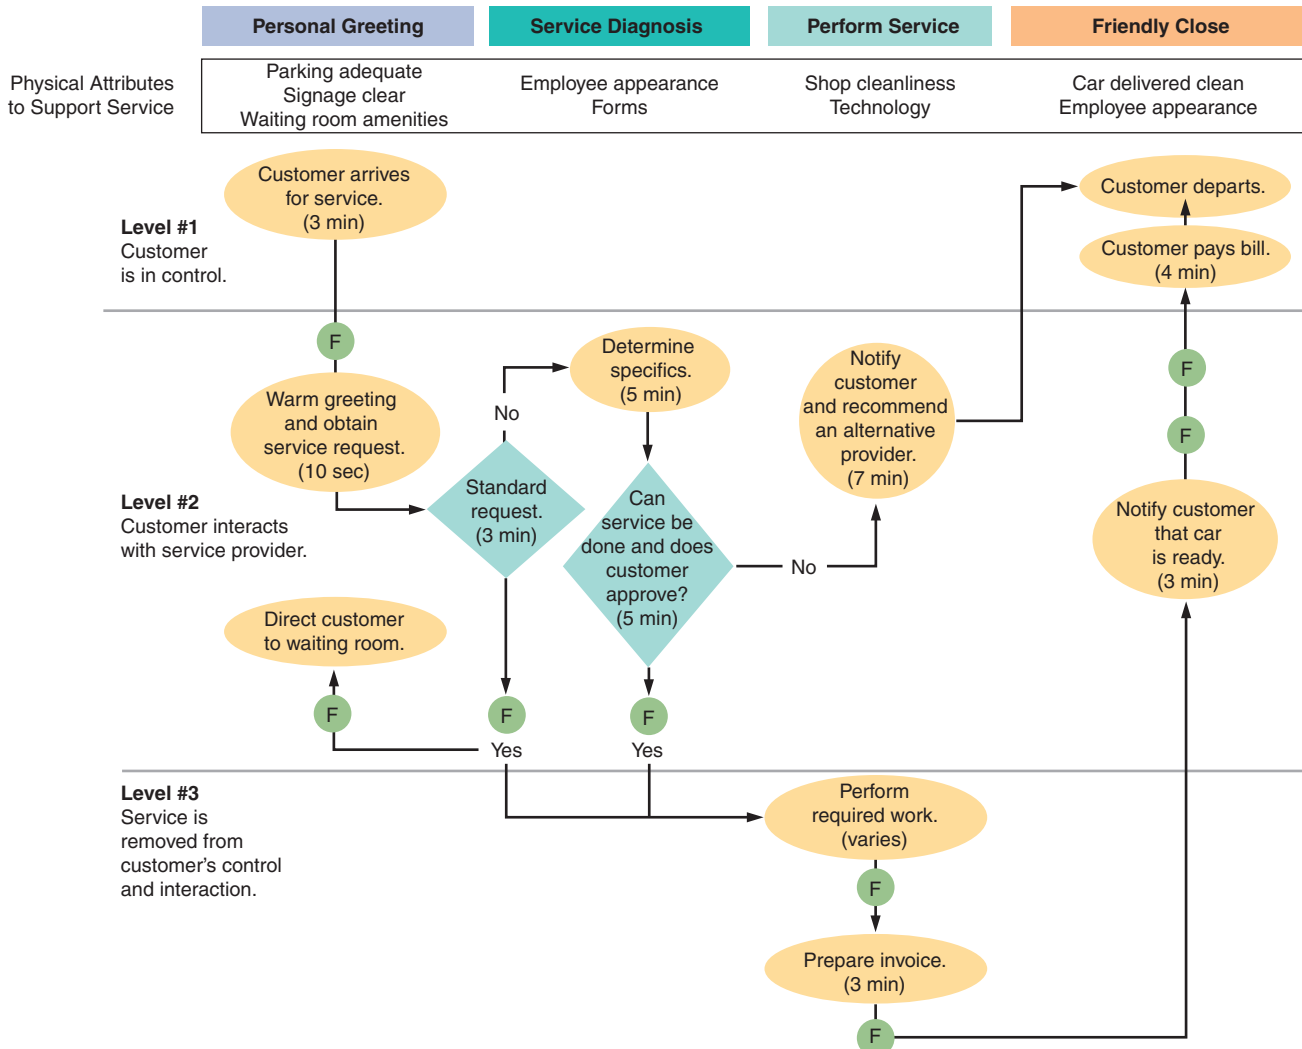 Personal Greeting
Service Diagnosis
Perform Service
Friendly Close
Physical Attributes
to Support Service
Parking adequate
Signage clear
Waiting room amenities
Employee appearance
Forms
Shop cleanliness
Technology
Car delivered clean
Employee appearance
Level #1
Customer
is in control.
Customer arrives
for service.
(3 min)
Customer departs.
Customer pays bill.
(4 min)
F
Warm greeting
and obtain
service request.
(10 sec)
No
Determine
specifics.
(5 min)
Notify
customer
and recommend
an alternative
provider.
(7 min)
F
F
Level #2
Customer interacts
with service provider.
Standard
request.
(3 min)
Can
service be
done and does
customer
approve?
(5 min)
No
Notify customer
that car
is ready.
(3 min)
Direct customer
to waiting room.
F
F
F
Yes
Yes
Level #3
Service is
removed from
customer's control
and interaction.
Perform
required work.
(varies)
F
Prepare invoice.
(3 min)
F